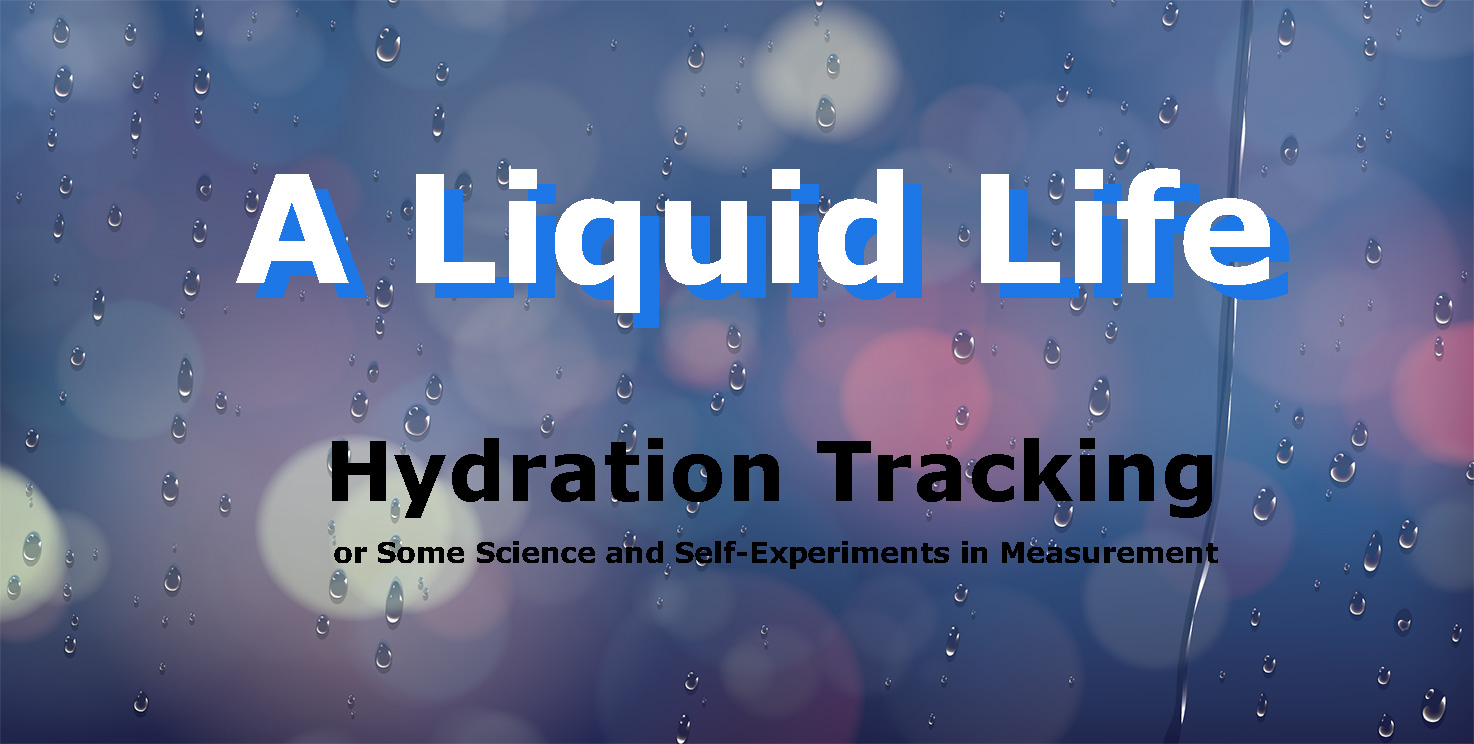 A Liquid Life
Hydration Tracking
or Some Science and Self-Experiments in Measurement